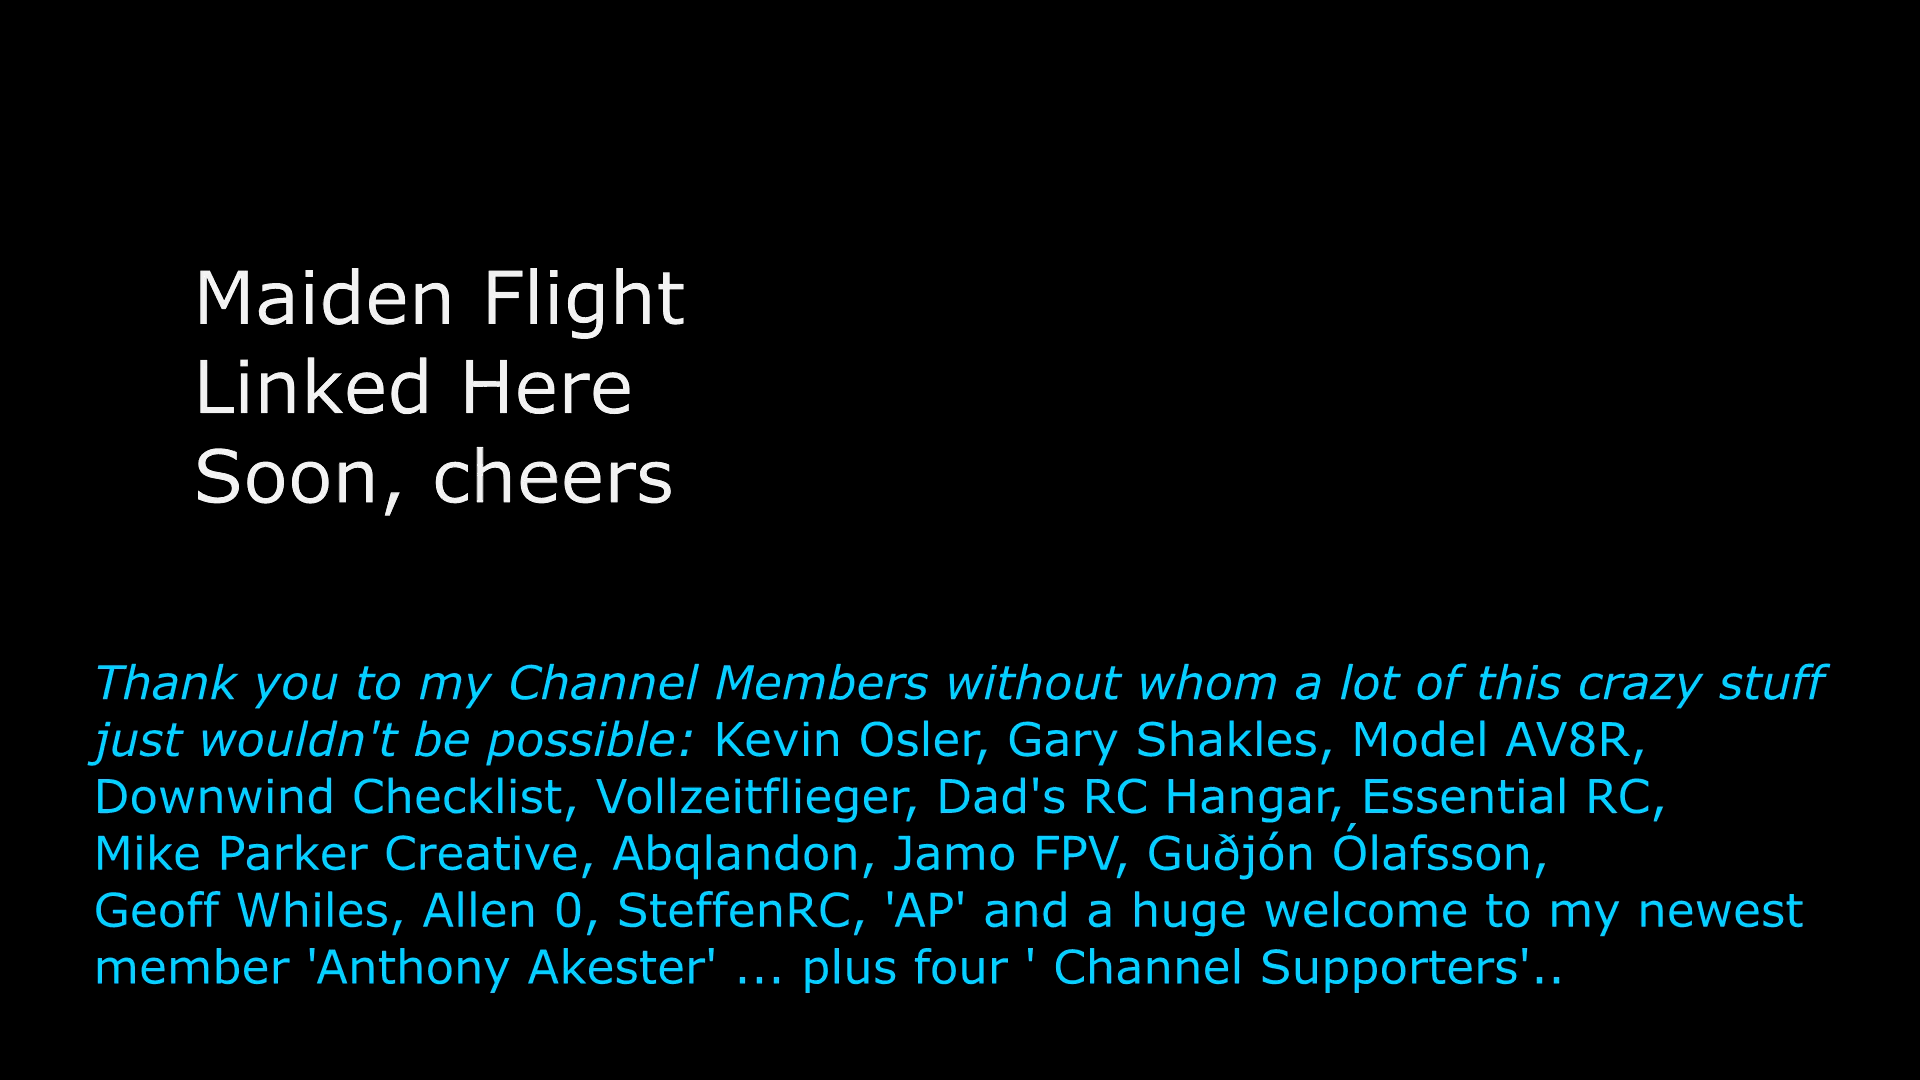 Maiden Flight
Linked Here
Soon, cheers
Thank you to my Channel Members without whom a lot of this crazy stuff
just wouldn't be possible: Kevin Osler, Gary Shakles, Model AV8R,
Downwind Checklist, Vollzeitflieger, Dad's RC Hangar, Essential RC,
Mike Parker Creative, Abqlandon, Jamo FPV, Guðjón Ólafsson,
Geoff Whiles, Allen 0, SteffenRC, 'AP' and a huge welcome to my newest
member 'Anthony Akester' ... plus four ' Channel Supporters'..